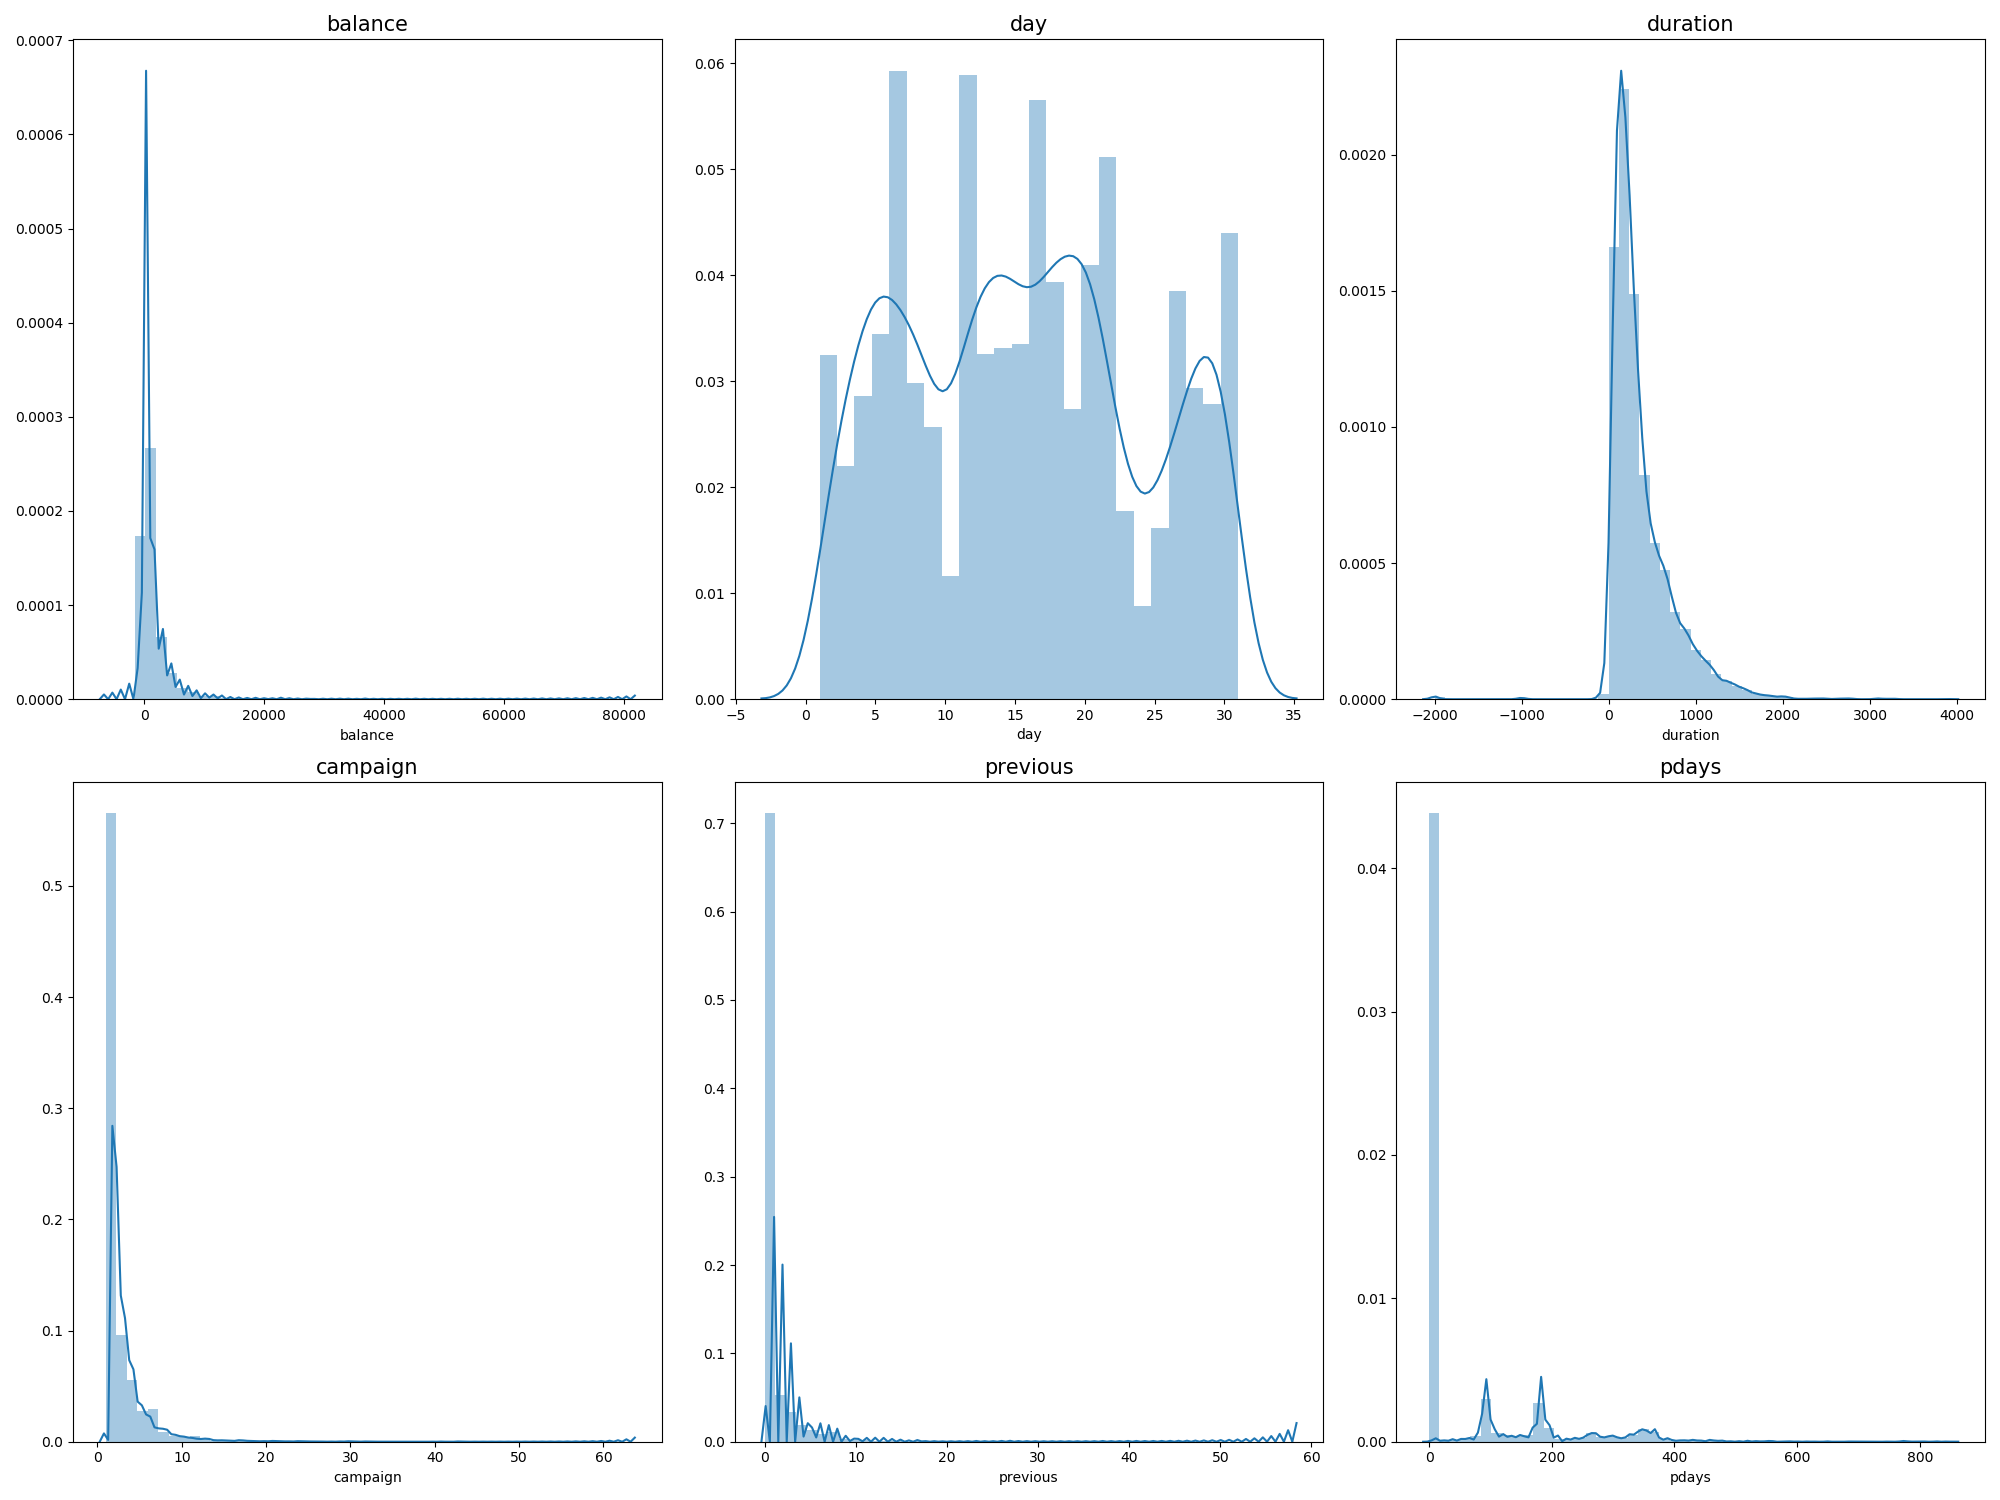 balance
0.0007
0.0006
0.0005
0.0004
0.0003
0.0002
0.0001
0.0000
0 20000 40000 60000 80000
balance
day
0.06
0.05
0.04
0.03
0.02
0.01
0.00
−5 0 5 10 15 20 25 30 35
day
duration
0.0020
0.0015
0.0010
0.0005
0.0000
−2000 −1000 0 1000 2000 3000 4000
duration
campaign
0.5
0.4
0.3
0.2
0.1
0.0
0 10 20 30 40 50 60
campaign
previous
0.7
0.6
0.5
0.4
0.3
0.2
0.1
0.0
0 10 20 30 40 50 60
previous
pdays
0.04
0.03
0.02
0.01
0.00
0 200 400 600 800
pdays